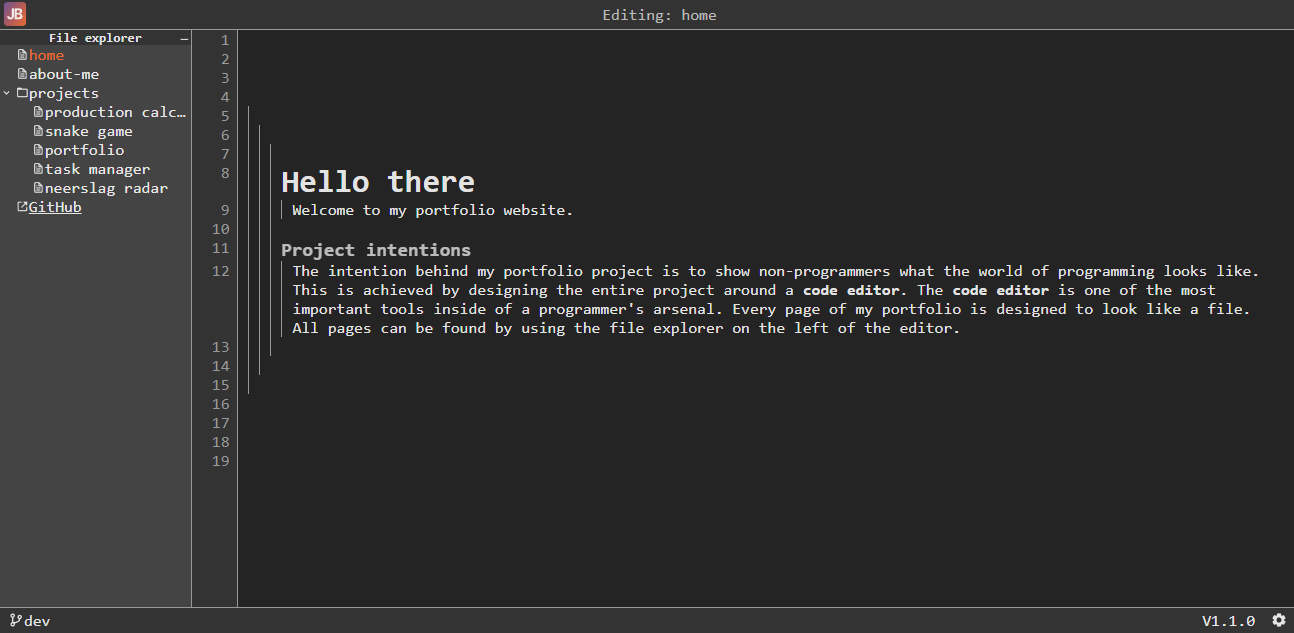 JB
Editing: home
File explorer –
home
about-me
projects
production calc…
snake game
portfolio
task manager
neerslag radar
GitHub
1
2
3
4
5
6
7
8 Hello there
9 Welcome to my portfolio website.
10
11 Project intentions
12 The intention behind my portfolio project is to show non-programmers what the world of programming looks like.
This is achieved by designing the entire project around a code editor. The code editor is one of the most
important tools inside of a programmer's arsenal. Every page of my portfolio is designed to look like a file.
All pages can be found by using the file explorer on the left of the editor.
13
14
15
16
17
18
19
dev
V1.1.0